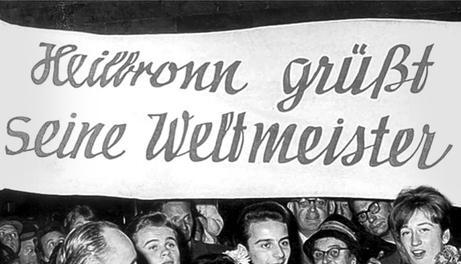 Heilbronn grüßt
seine Weltmeister